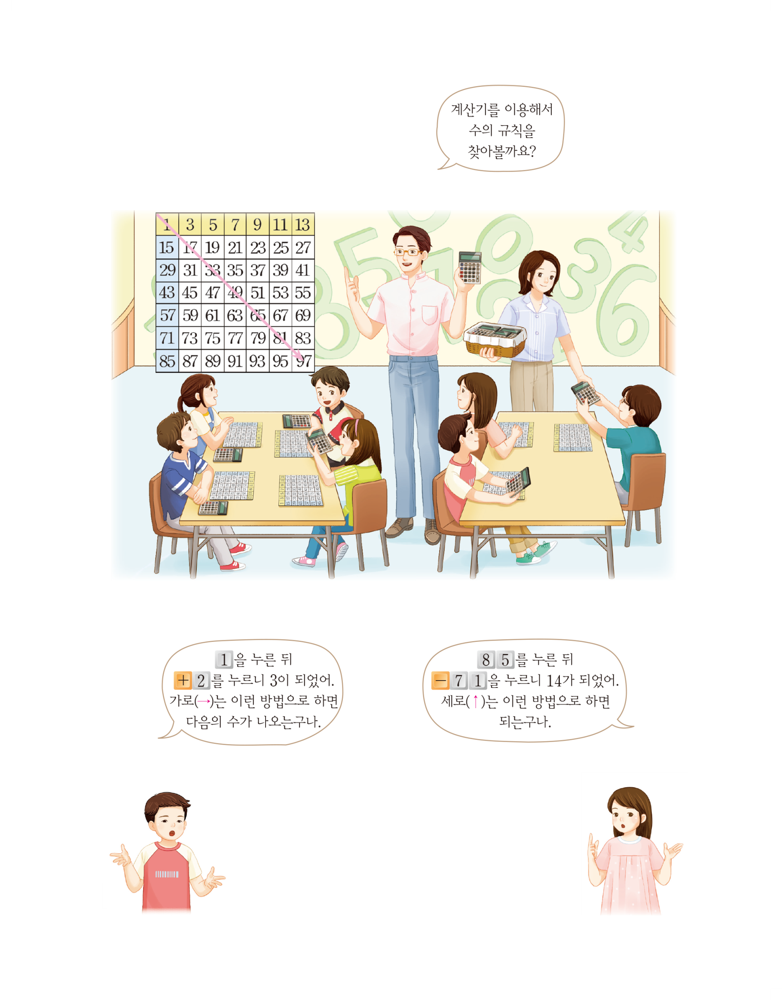 계산기를 이용해서
수의 규칙을
찾아볼까요?
1 3 5 7 9 11 13
15 17 19 21 23 25 27
29 31 33 35 37 39 41
43 45 47 49 51 53 55
57 59 61 63 65 67 69
71 73 75 77 79 81 83
85 87 89 91 93 95 97
1을 누른 뒤
+2를 누르니 3이 되었어.
가로(→)는 이런 방법으로 하면
다음의 수가 나오는구나.
85를 누른 뒤
-71을 누르니 14가 되었어.
세로(↑)는 이런 방법으로 하면
되는구나.